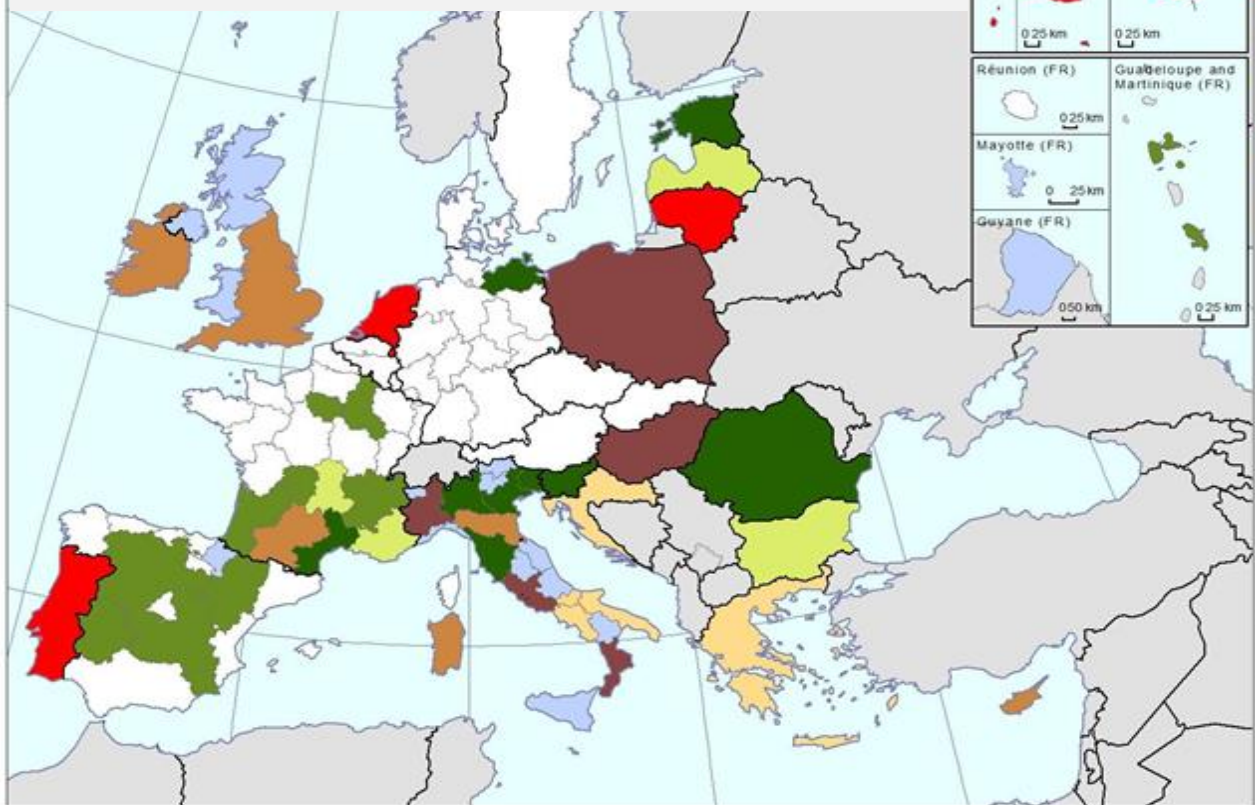 0 25 km
0 25 km
Réunion (FR)
0 25 km
Guadeloupe and
Martinique (FR)
Mayotte (FR)
0 25 km
Guyane (FR)
0 50 km
0 25 km